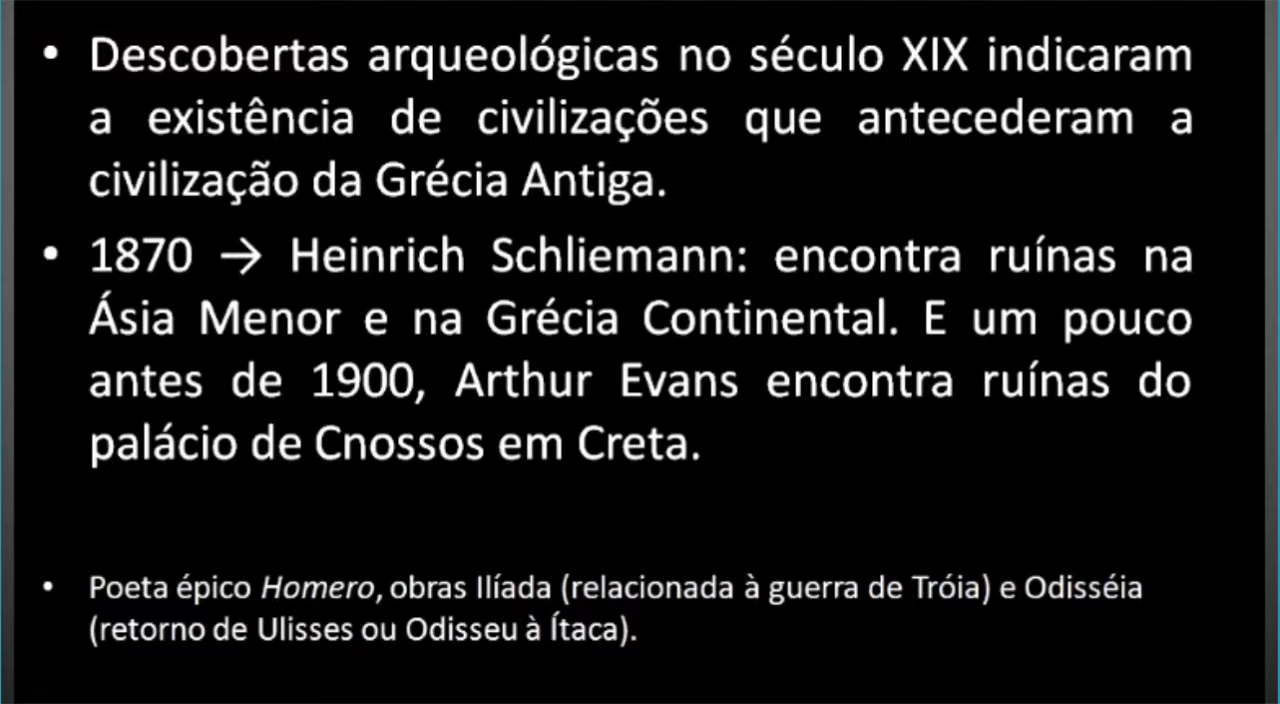 • Descobertas arqueológicas no século XIX indicaram
a existência de civilizações que antecederam a
civilização da Grécia Antiga.
• 1870 → Heinrich Schliemann: encontra ruínas na
Ásia Menor e na Grécia Continental. E um pouco
antes de 1900, Arthur Evans encontra ruínas do
palácio de Cnossos em Creta.
• Poeta épico Homero, obras Ilíada (relacionada à guerra de Tróia) e Odisséia
(retorno de Ulisses ou Odisseu à Ítaca).